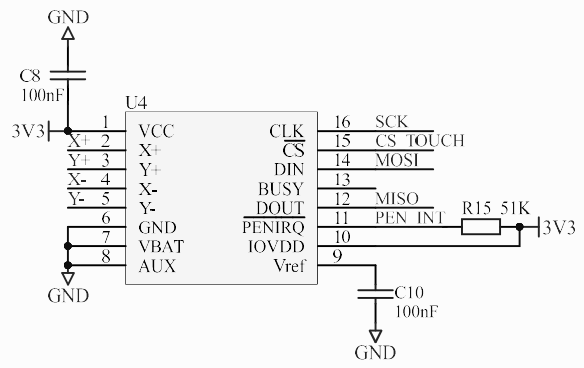 GND
C8
100nF
U4
3V3
1 VCC CLK 16 SCK
X+ 2 X+ CS 15 CS_TOUCH
Y+ 3 Y+ DIN 14 MOSI
X- 4 X- BUSY 13
Y- 5 Y- DOUT 12 MISO
6 GND PENIRQ 11 PEN_INT R15 51K 3V3
7 VBAT IOVDD 10
8 AUX Vref 9
GND
C10
100nF
GND